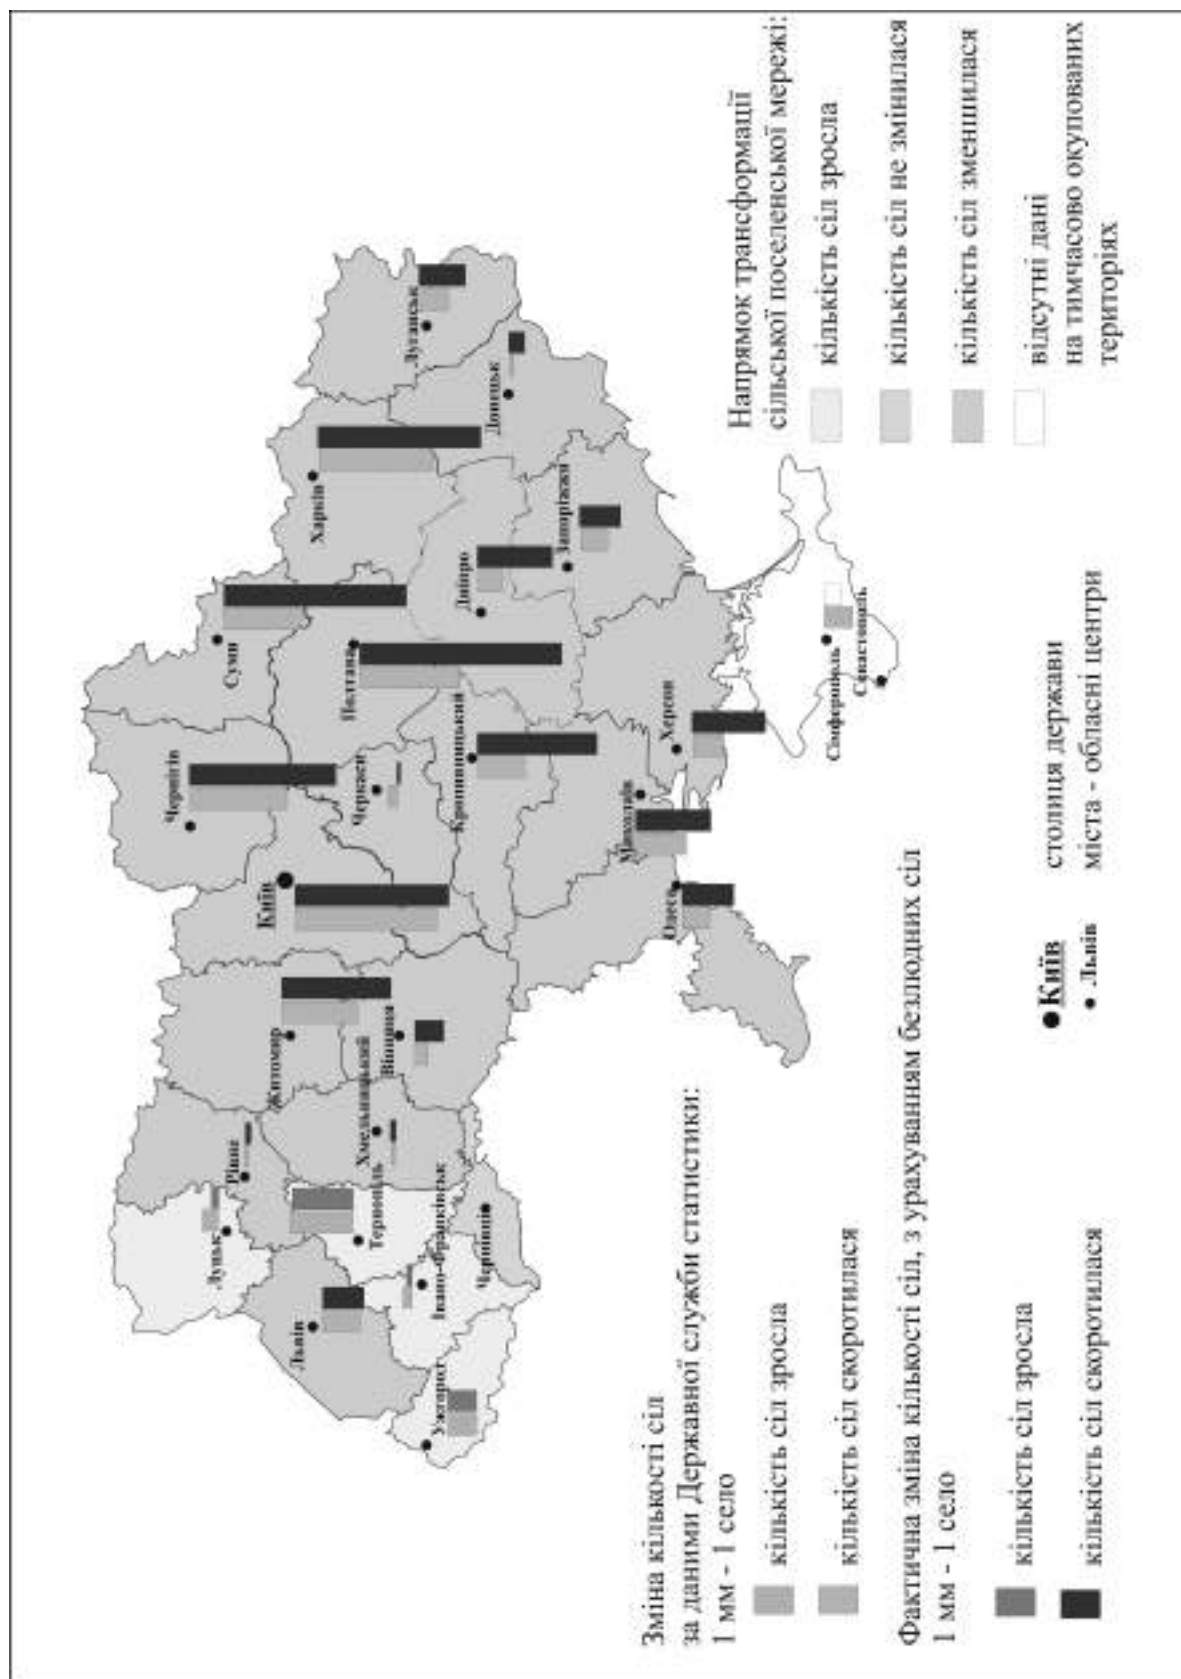 Чернігів
Суми
Луцьк
Рівне
Київ
Житомир
Харків
Львів
Полтава
Тернопіль
Хмельницький
Черкаси
Вінниця
Луганськ
Ужгород
Івано-Франківськ
Чернівці
Кропивницький
Дніпро
Донецьк
Запоріжжя
Миколаїв
Одеса
Херсон
Сімферополь
Севастополь
Зміна кількості сіл
за даними Державної служби статистики:
1 мм - 1 село
кількість сіл зросла
кількість сіл скоротилася
Фактична зміна кількості сіл, з урахуванням безлюдних сіл
1 мм - 1 село
кількість сіл зросла
кількість сіл скоротилася
Київ столиця держави
Львів міста - обласні центри
Напрямок трансформації
сільської поселенської мережі:
кількість сіл зросла
кількість сіл не змінилася
кількість сіл зменшилася
відсутні дані
на тимчасово окупованих
територіях